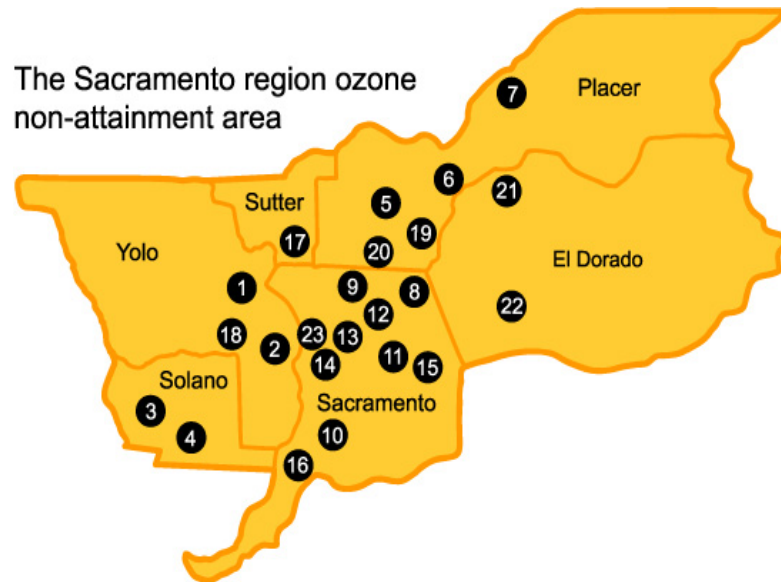 The Sacramento region ozone
non-attainment area
7
Placer
6
21
5
Sutter
19
17
20
Yolo
El Dorado
1
9
8
22
12
18
23
13
2
14
11
15
Solano
Sacramento
3
4
10
16